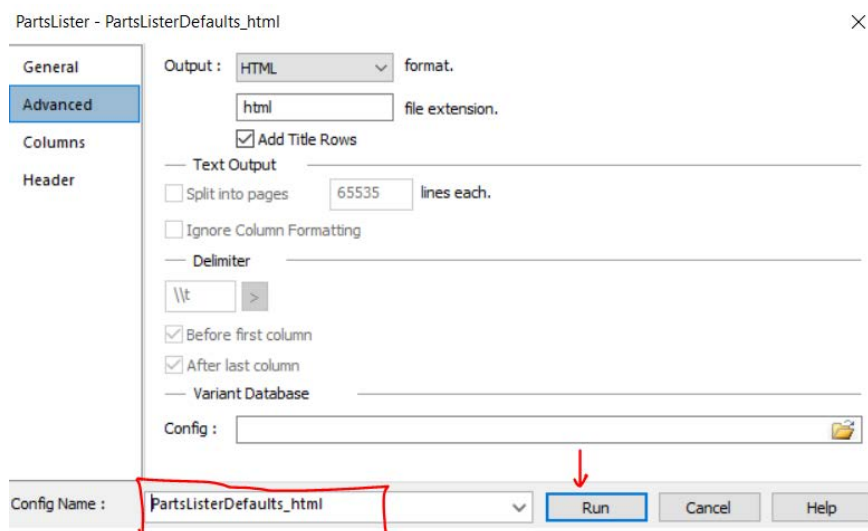 PartsLister - PartsListerDefaults_html
General
Advanced
Columns
Header
Output : HTML format.
html file extension.
Add Title Rows
Text Output
Split into pages 65535 lines each.
Ignore Column Formatting
Delimiter
\\t >
Before first column
After last column
Variant Database
Config :
Config Name : PartsListerDefaults_html Run Cancel Help